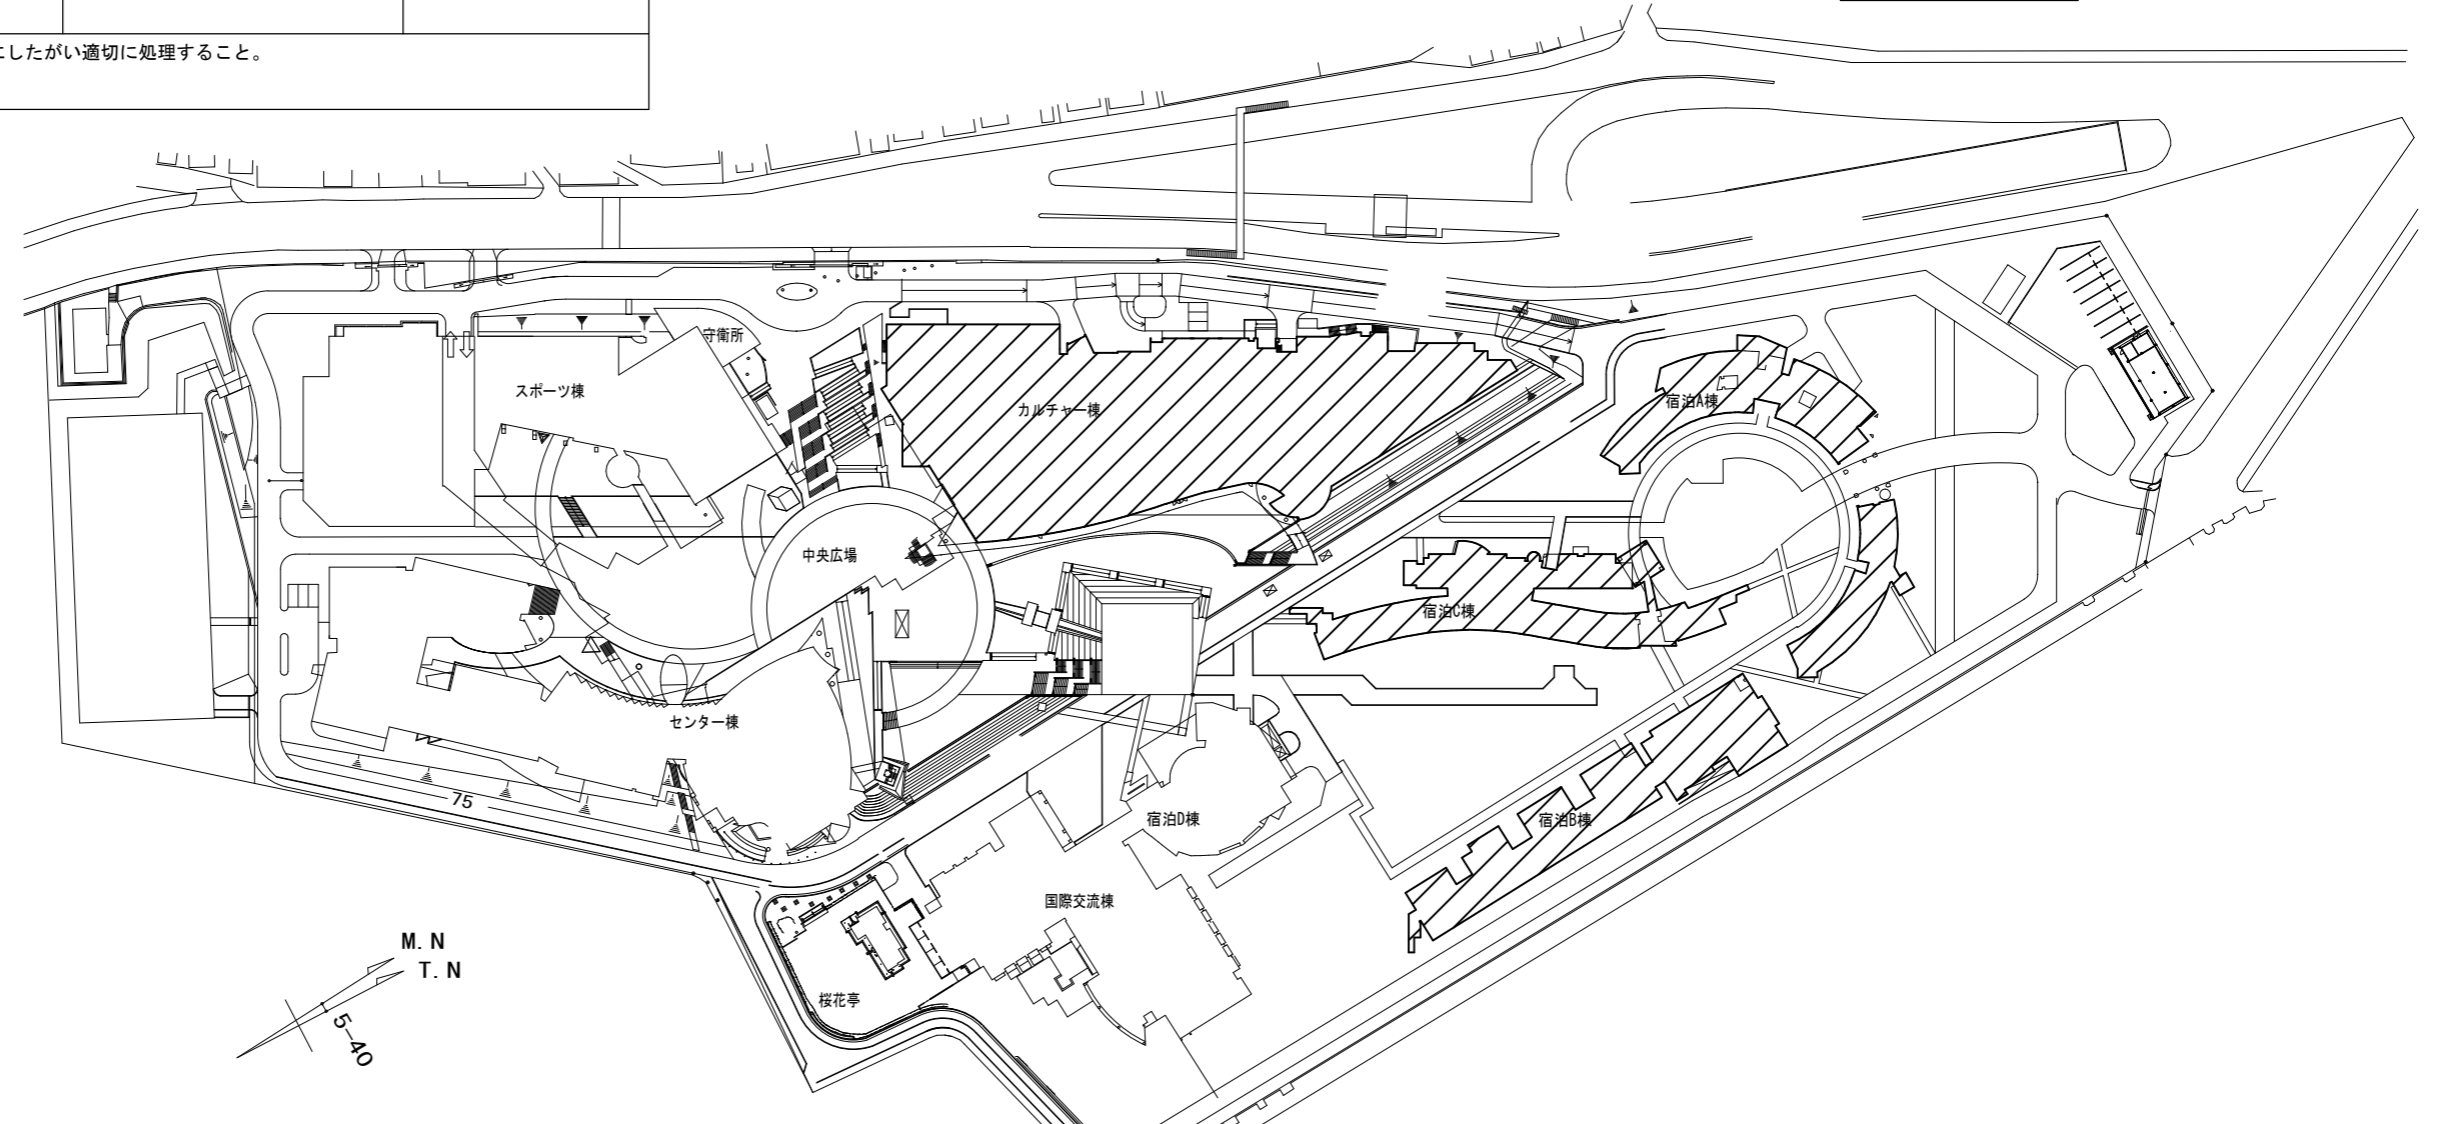 にしたがい適切に処理すること。
守衛所
スポーツ棟
カルチャー棟
宿泊A棟
中央広場
宿泊C棟
センター棟
75
宿泊D棟
宿泊B棟
国際交流棟
桜花亭
M.N
T.N
5-40